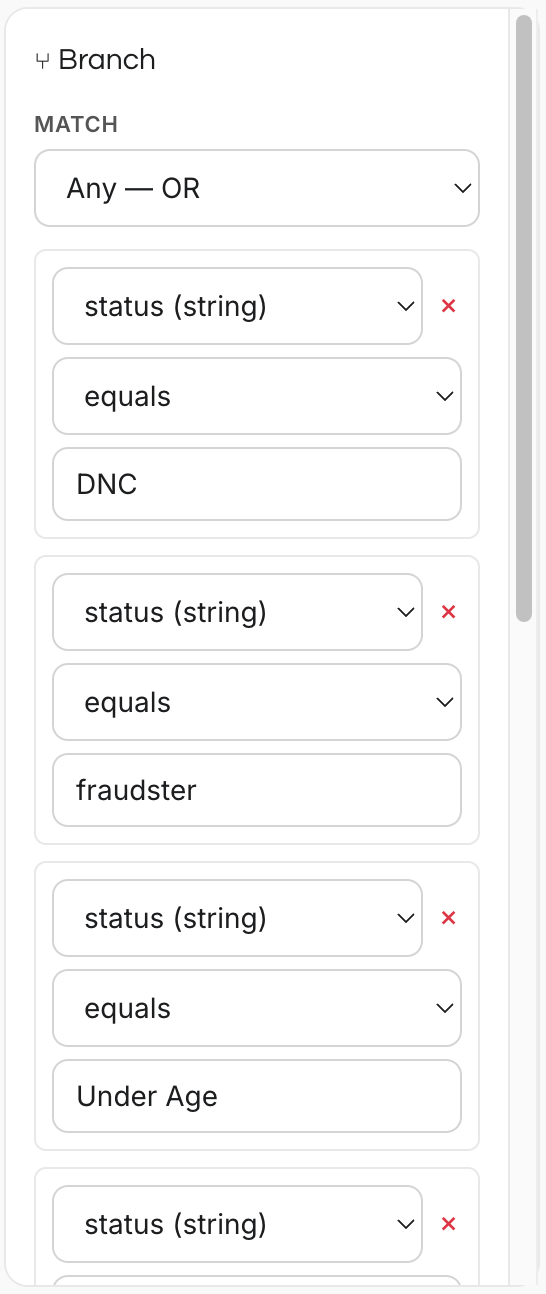 Branch
MATCH
Any — OR
status (string)
equals
DNC
status (string)
equals
fraudster
status (string)
equals
Under Age
status (string)